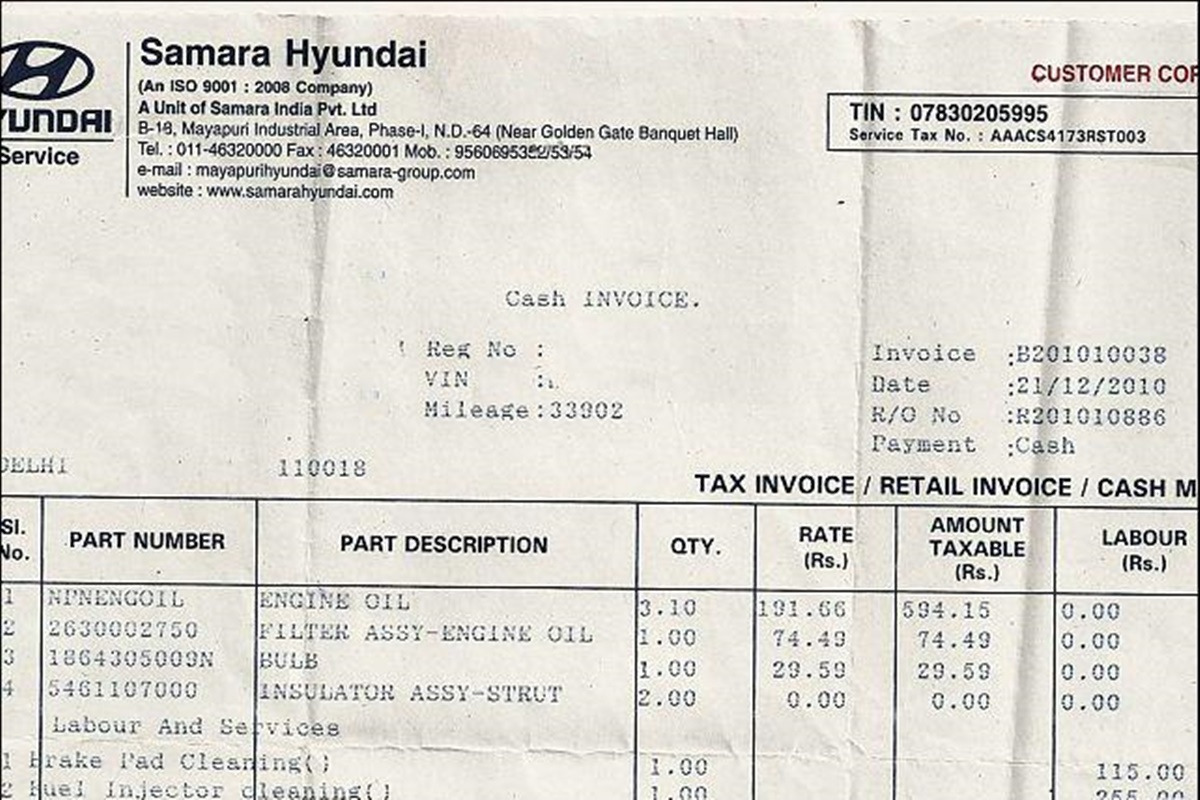 Samara Hyundai
(An ISO 9001 : 2008 Company)
A Unit of Samara India Pvt. Ltd
B-18, Mayapuri Industrial Area, Phase-I, N.D.-64 (Near Golden Gate Banquet Hall)
Tel. : 011-46320000 Fax : 46320001 Mob. :
e-mail : mayapurihyundai@samara-group.com
website : www.samarahyundai.com
YUNDAI
Service
CUSTOMER COP
TIN : 07830205995
Service Tax No. : AAACS4173RST003
Cash INVOICE.
Reg No :
VIN :
Mileage:33902
Invoice :B201010038
Date :21/12/2010
R/O No :R201010886
Payment :Cash
DELHI 110018
TAX INVOICE / RETAIL INVOICE / CASH M
Sl. No. PART NUMBER PART DESCRIPTION QTY. RATE (Rs.) AMOUNT TAXABLE (Rs.) LABOUR (Rs.)
1 NPNENGOIL ENGINE OIL 3.10 191.66 594.15 0.00
2 2630002750 FILTER ASSY-ENGINE OIL 1.00 74.49 74.49 0.00
3 1864305009N BULB 1.00 29.59 29.59 0.00
4 5461107000 INSULATOR ASSY-STRUT 2.00 0.00 0.00 0.00
Labour And Services
1 Brake Pad Cleaning() 1.00 115.00
2 Fuel Injector cleaning() 1.00